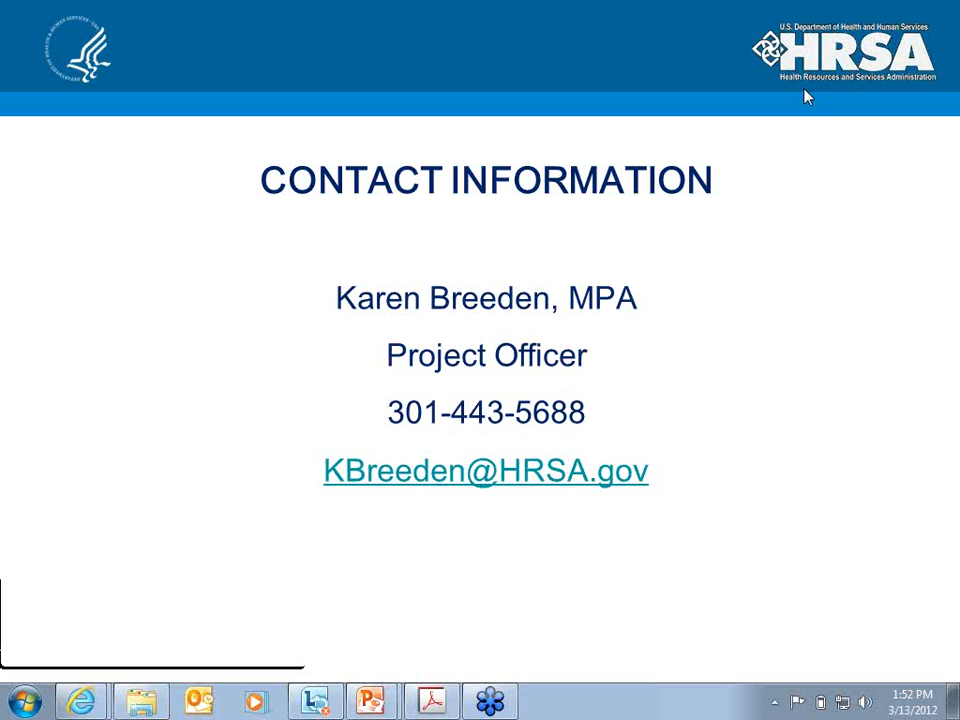 U.S. Department of Health and Human Services
HRSA
Health Resources and Services Administration
CONTACT INFORMATION
Karen Breeden, MPA
Project Officer
301-443-5688
KBreeden@HRSA.gov
1:52 PM
3/13/2012